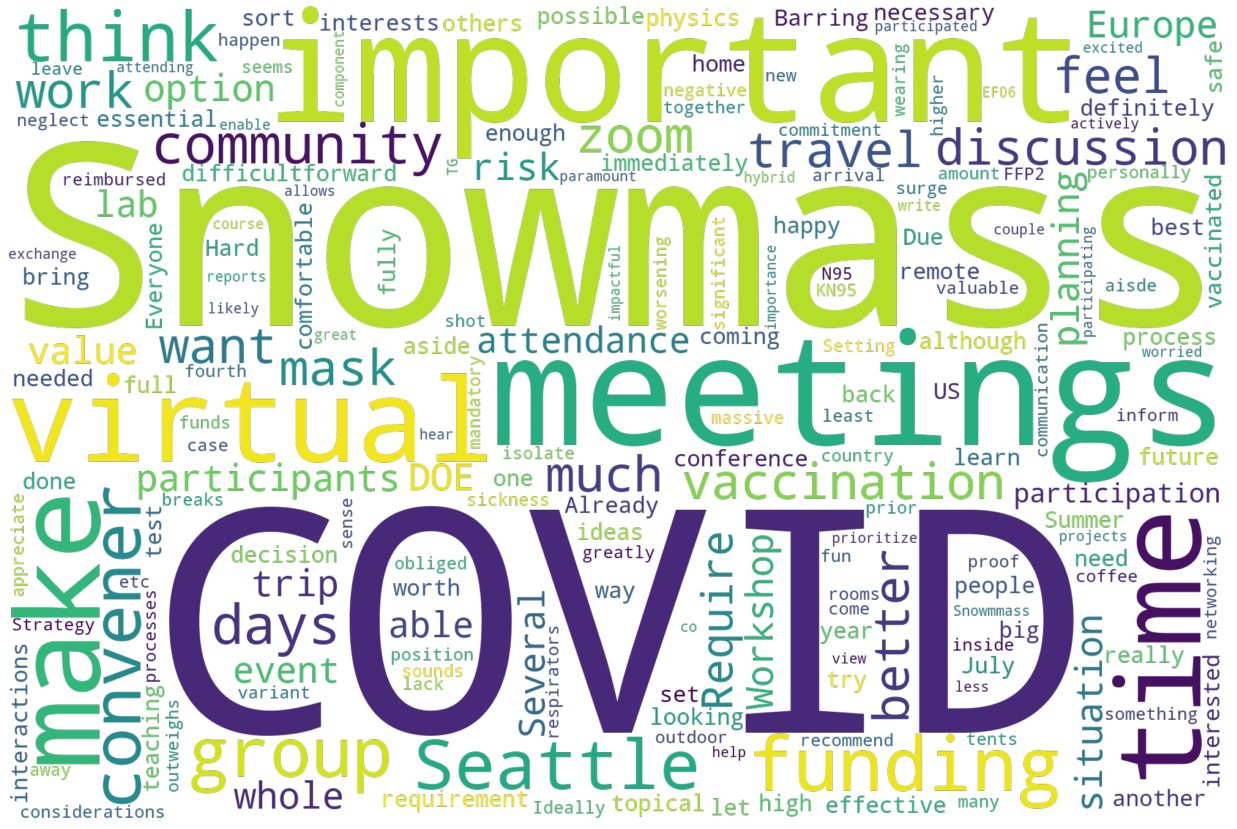 think
sort
interests
others
possible
physics
Barring
necessary
participated
Europe
happen
important
component
home
new
wearing
excited
leave
attending
seems
negative
feel
safe
work
option
together
higher
EF06
definitely
neglect
essential
enable
enough
zoom
commitment
actively
community
travel
discussion
reimbursed
difficult
forward
TG
risk
immediately
paramount
hybrid
arrival
amount
FFP2
personally
lab
allows
surge
write
planning
vaccinated
Snowmass
course
Hard
happy
Due
couple
best
exchange
bring
reports
fully
comfortable
impactful
worsening
significant
N95
KN95
remote
valuable
aisde
Everyone
likely
participating
great
shot
importance
value
want
aside
attendance
coming
Setting
although
process
worried
needed
full
fourth
mask
meetings
back
US
communication
virtual
funds
mandatory
massive
least
inform
case
hear
isolate
conference
country
learn
future
done
participants
DOE
one
much
vaccination
participation
breaks
sickness
Already
prior
appreciate
make
convener
test
sense
COVID
ideas
greatly
Summer
projects
decision
obliged
Require
Workshop
prioritize
fun
better
proof
people
need
coffee
time
networking
etc
trip
worth
way
rooms
come
Snowmmass
Strategy
processes
days
able
Several
co
year
big
position
view
inside
event
sounds
try
July
really
variant
lack
respirators
set
less
situation
something
interested
interactions
teaching
outweighs
looking
outdoor
group
Seattle
help
funding
recommend
tents
away
whole
requirement
Ideally
topical
let
high
effective
many
another
considerations